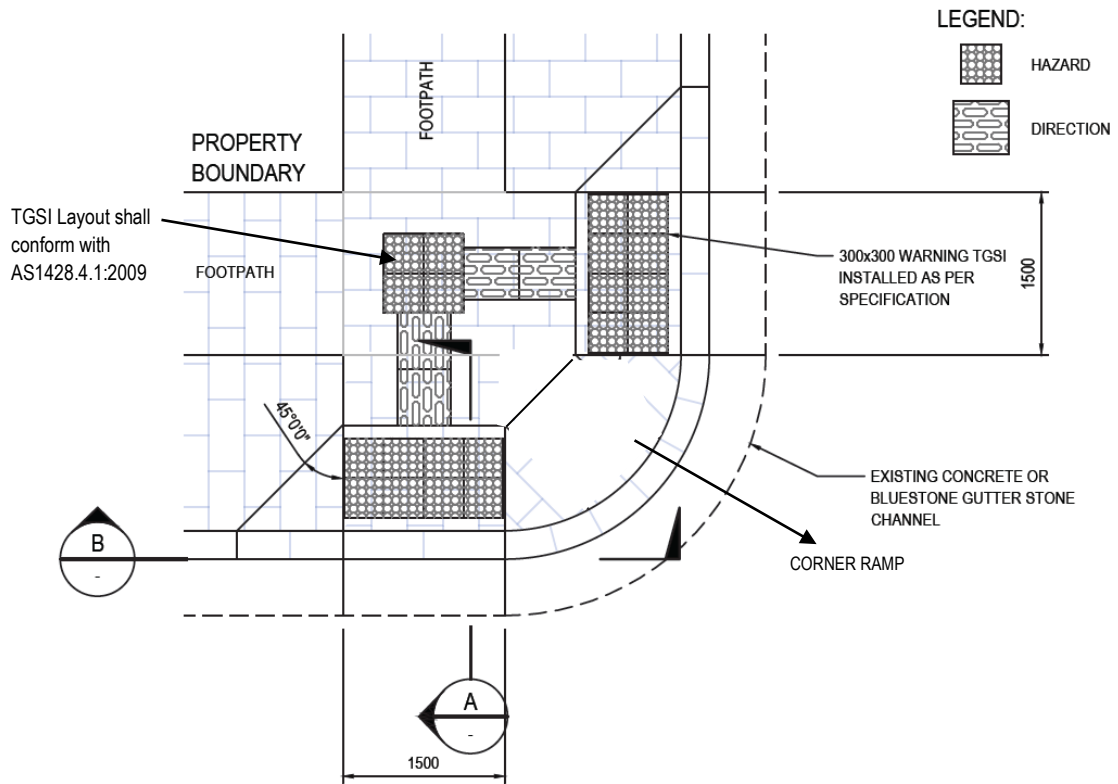 LEGEND:
HAZARD
DIRECTION
FOOTPATH
PROPERTY
BOUNDARY
TGSI Layout shall
conform with
AS1428.4.1:2009
FOOTPATH
300x300 WARNING TGSI
INSTALLED AS PER
SPECIFICATION
1500
45°0'0"
EXISTING CONCRETE OR
BLUESTONE GUTTER STONE
CHANNEL
B
-
CORNER RAMP
A
-
1500